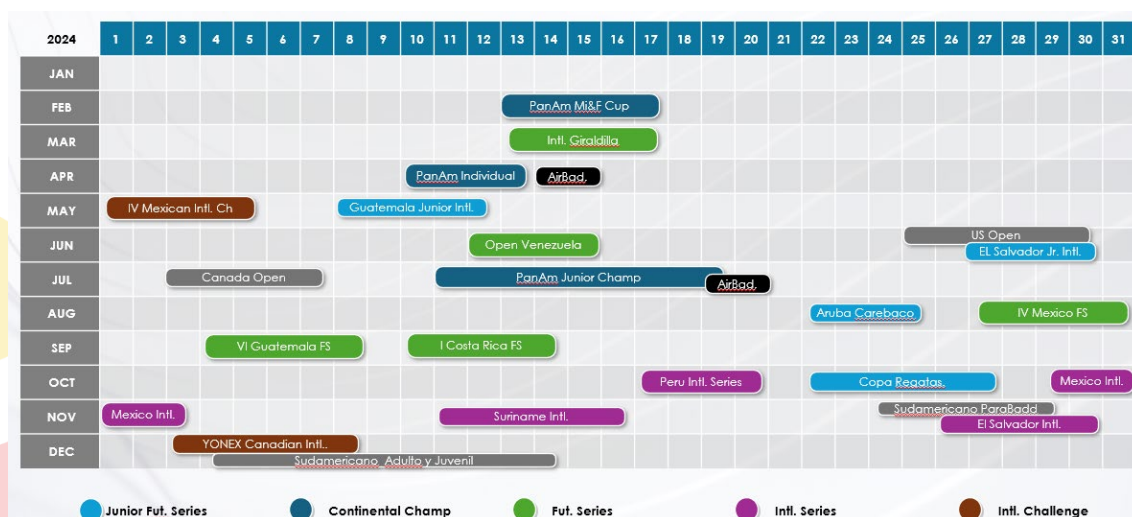 2024 1 2 3 4 5 6 7 8 9 10 11 12 13 14 15 16 17 18 19 20 21 22 23 24 25 26 27 28 29 30 31
JAN
FEB PanAm Mi&F Cup
MAR Intl. Giraldilla
APR PanAm Individual AirBad.
MAY IV Mexican Intl. Ch Guatemala Junior Intl.
JUN Open Venezuela US Open
EL Salvador Jr. Intl.
JUL Canada Open PanAm Junior Champ AirBad.
AUG Aruba Carebaco IV Mexico FS
SEP VI Guatemala FS I Costa Rica FS
OCT Peru Intl. Series Copa Regatas. Mexico Intl.
NOV Mexico Intl. Suriname Intl. Sudamericano ParaBadd
El Salvador Intl.
DEC YONEX Canadian Intl..
Sudamericano Adulto y Juvenil
Junior Fut. Series Continental Champ Fut. Series Intl. Series Intl. Challenge